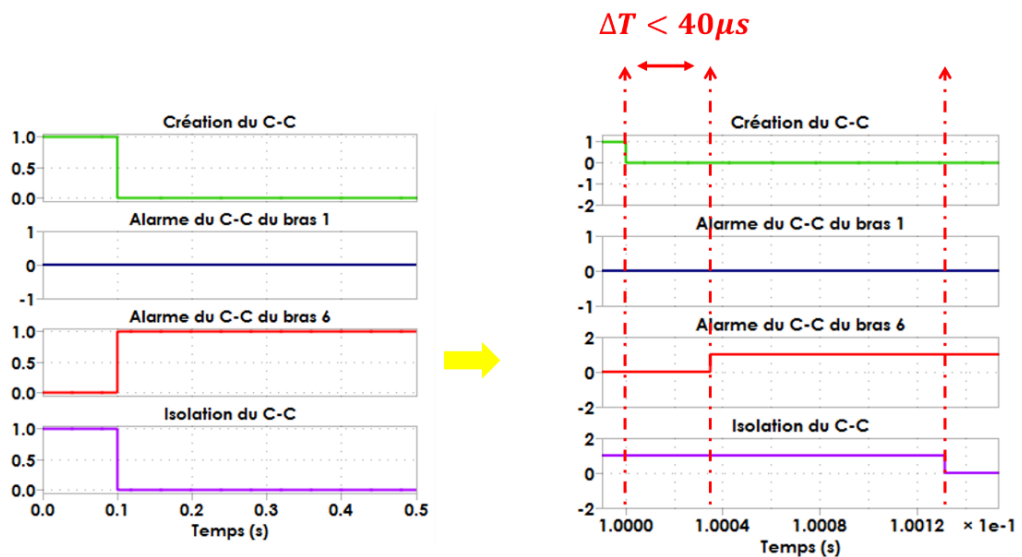 ΔT < 40μs
Création du C-C
1.0
0.5
0.0
Alarme du C-C du bras 1
1
0
-1
Alarme du C-C du bras 6
1.0
0.5
0.0
Isolation du C-C
1.0
0.5
0.0
0.0 0.1 0.2 0.3 0.4 0.5
Temps (s)
Création du C-C
1
0
-1
-2
Alarme du C-C du bras 1
1
0
-1
Alarme du C-C du bras 6
2
0
-2
Isolation du C-C
2
0
-2
1.0000 1.0004 1.0008 1.0012 × 1e-1
Temps (s)